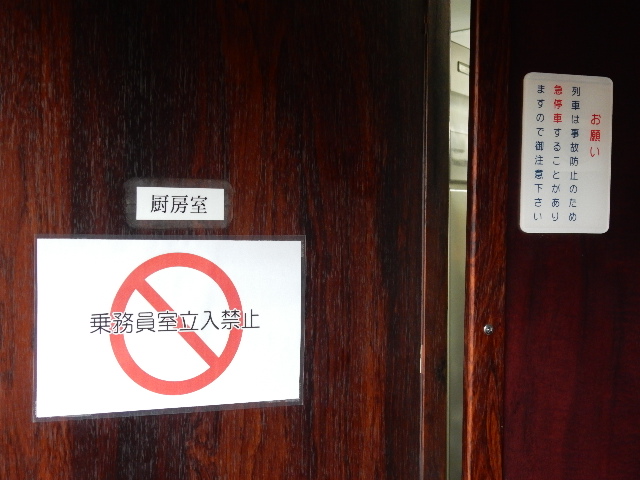 厨房室
乗務員室立入禁止
お願い
列車は事故防止のため
急停車することがあり
ますので御注意下さい